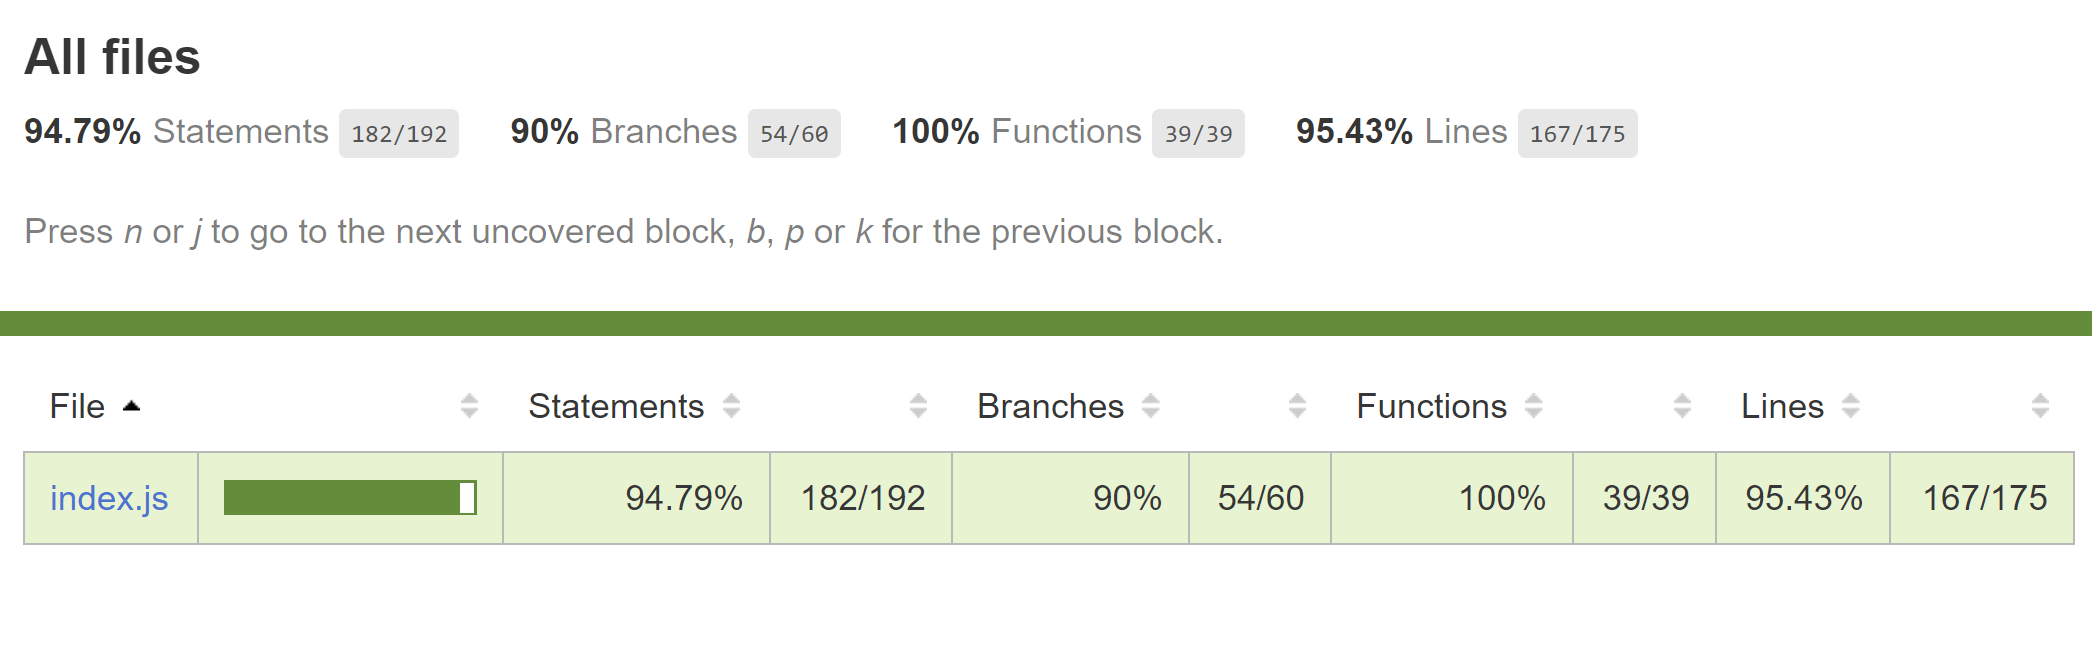 All files
94.79% Statements 182/192 90% Branches 54/60 100% Functions 39/39 95.43% Lines 167/175
Press n or j to go to the next uncovered block, b, p or k for the previous block.
File Statements Branches Functions Lines
index.js 94.79% 182/192 90% 54/60 100% 39/39 95.43% 167/175